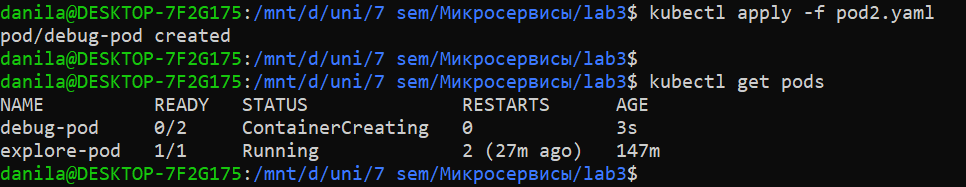 danila@DESKTOP-7F2G175:/mnt/d/uni/7 sem/Микросервисы/lab3$ kubectl apply -f pod2.yaml
pod/debug-pod created
danila@DESKTOP-7F2G175:/mnt/d/uni/7 sem/Микросервисы/lab3$
danila@DESKTOP-7F2G175:/mnt/d/uni/7 sem/Микросервисы/lab3$ kubectl get pods
NAME READY STATUS RESTARTS AGE
debug-pod 0/2 ContainerCreating 0 3s
explore-pod 1/1 Running 2 (27m ago) 147m
danila@DESKTOP-7F2G175:/mnt/d/uni/7 sem/Микросервисы/lab3$